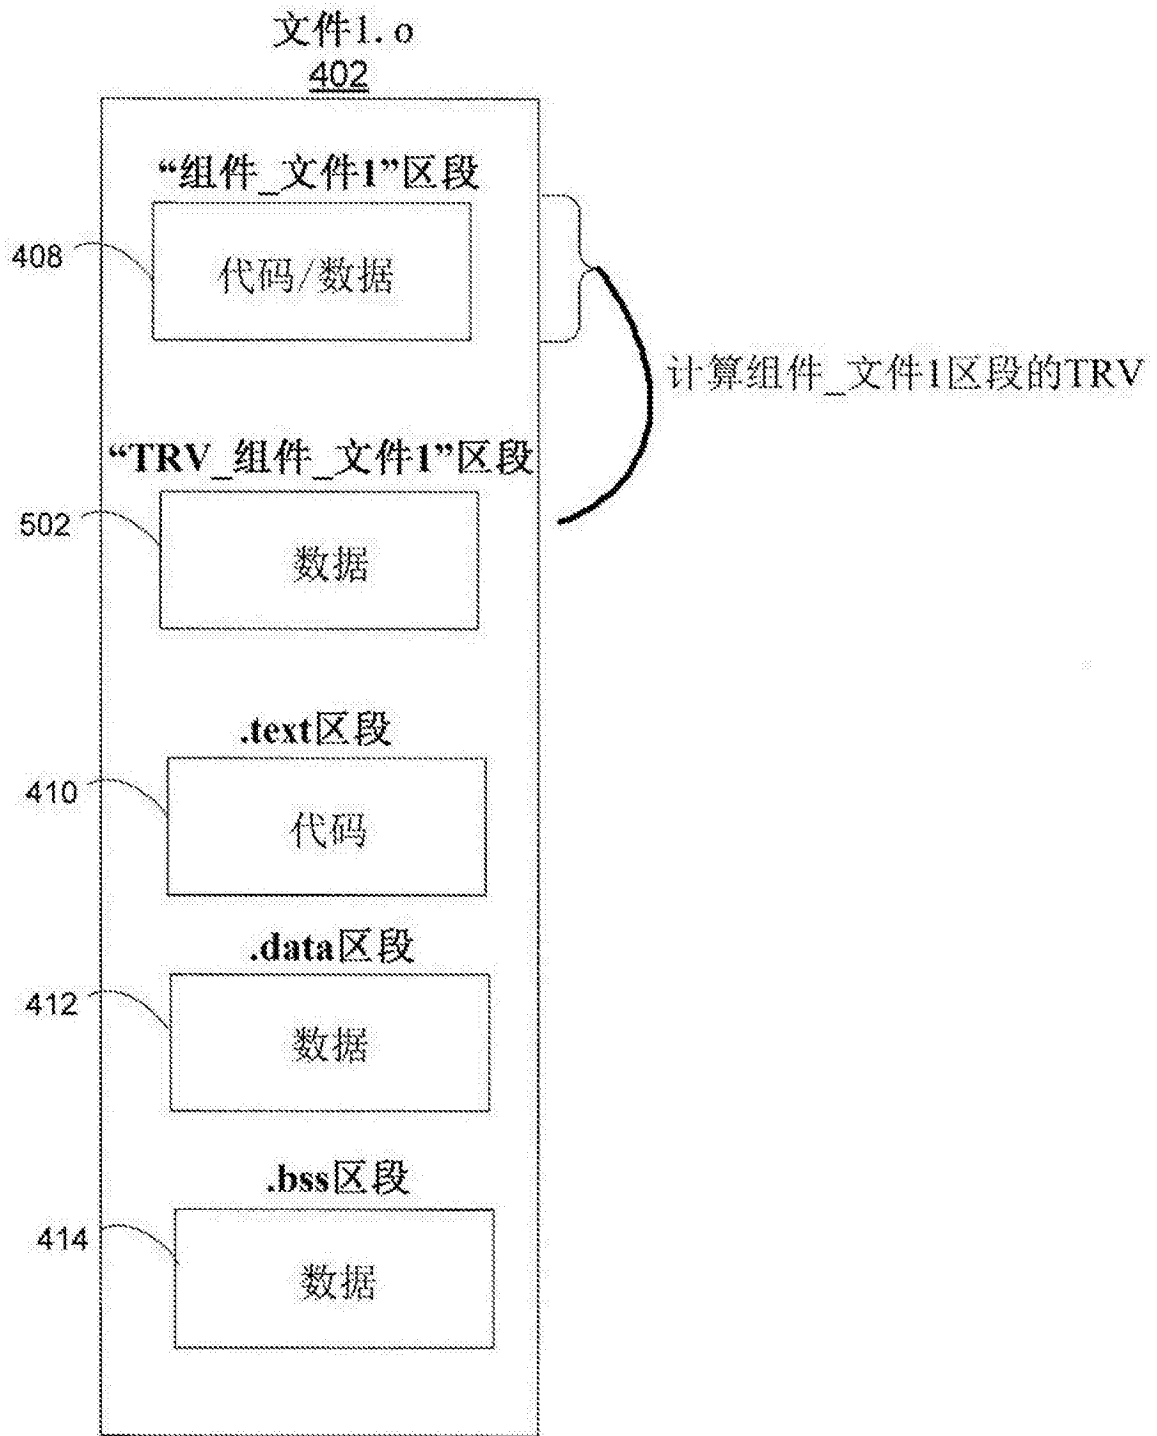 文件1. o
402
“组件_文件1”区段
408
代码/数据
计算组件_文件1区段的TRV
“TRV_组件_文件1”区段
502
数据
.text区段
410
代码
.data区段
412
数据
.bss区段
414
数据